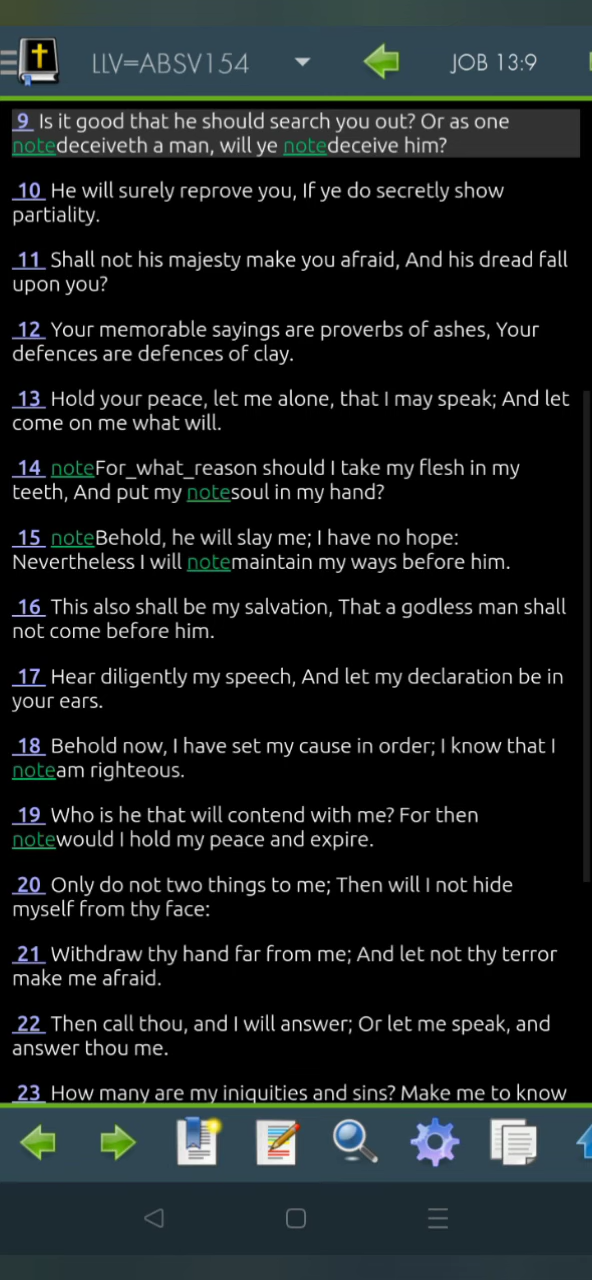 LLV=ABSV154 JOB 13:9
9 Is it good that he should search you out? Or as one
notedeceiveth a man, will ye notedeceive him?
10 He will surely reprove you, If ye do secretly show
partiality.
11 Shall not his majesty make you afraid, And his dread fall
upon you?
12 Your memorable sayings are proverbs of ashes, Your
defences are defences of clay.
13 Hold your peace, let me alone, that I may speak; And let
come on me what will.
14 noteFor_what_reason should I take my flesh in my
teeth, And put my notesoul in my hand?
15 noteBehold, he will slay me; I have no hope:
Nevertheless I will notemaintain my ways before him.
16 This also shall be my salvation, That a godless man shall
not come before him.
17 Hear diligently my speech, And let my declaration be in
your ears.
18 Behold now, I have set my cause in order; I know that I
noteam righteous.
19 Who is he that will contend with me? For then
notewould I hold my peace and expire.
20 Only do not two things to me; Then will I not hide
myself from thy face:
21 Withdraw thy hand far from me; And let not thy terror
make me afraid.
22 Then call thou, and I will answer; Or let me speak, and
answer thou me.
23 How many are my iniquities and sins? Make me to know